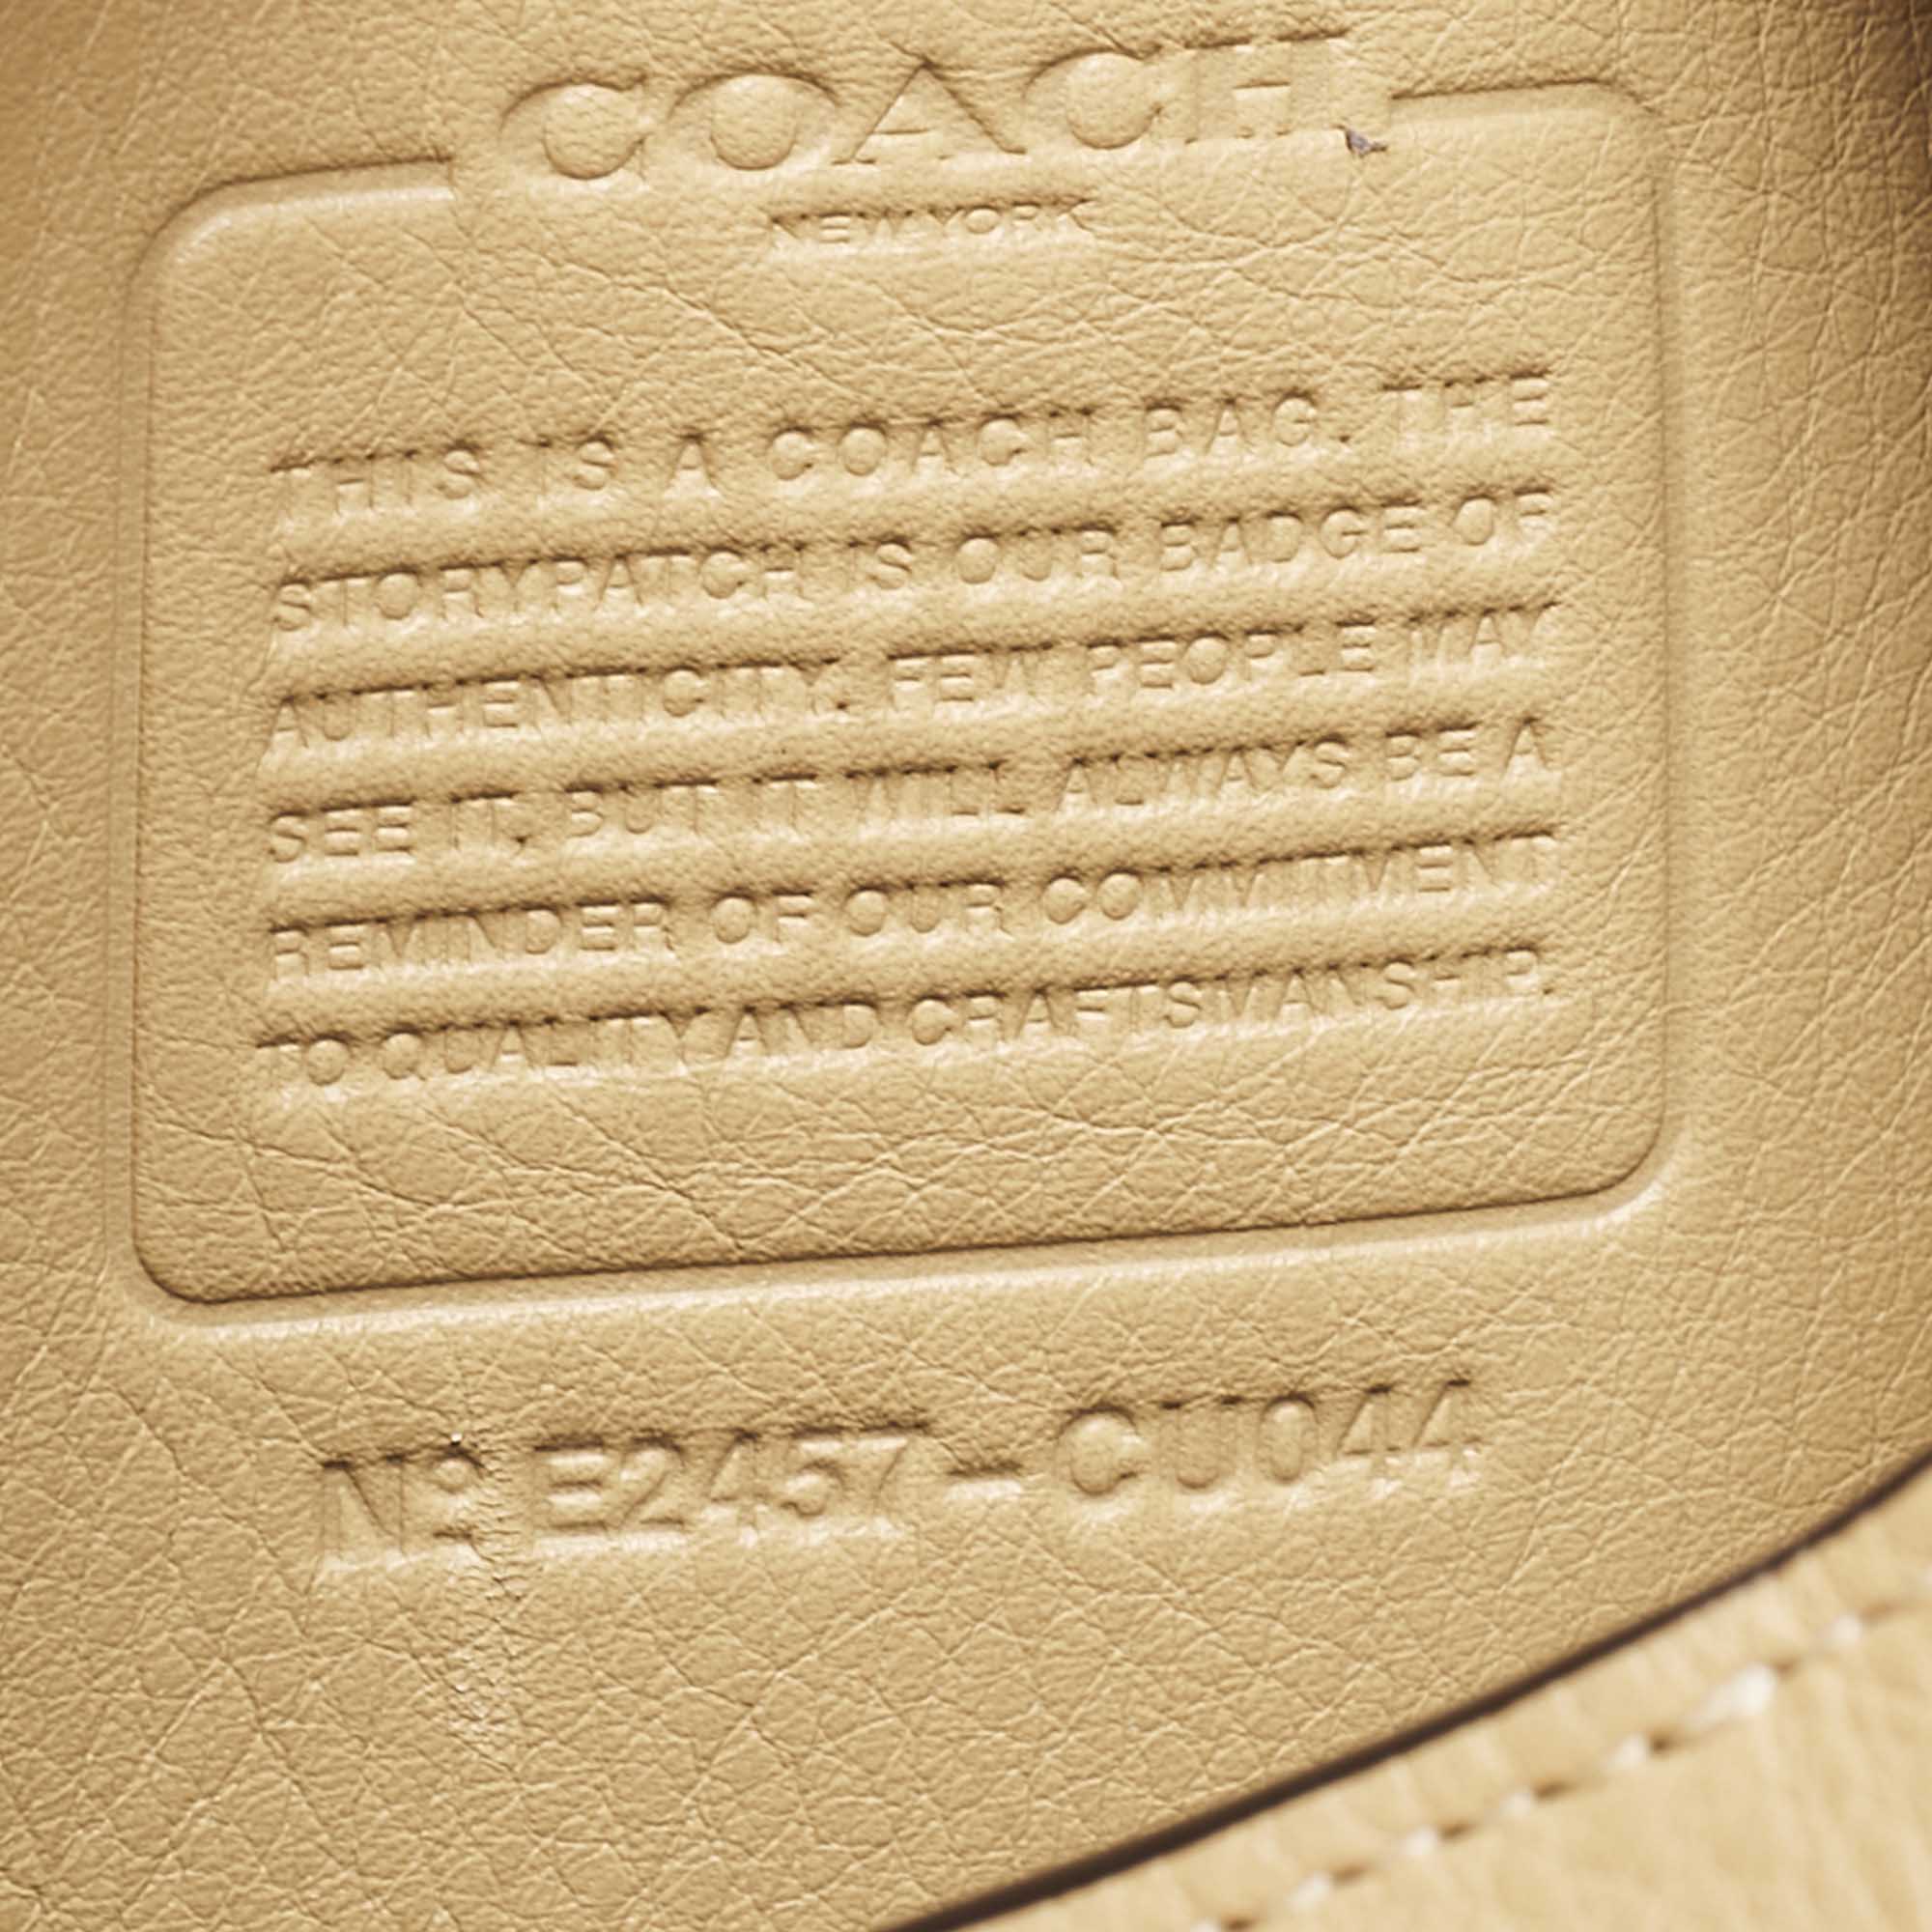 COACH
NEW YORK
THIS IS A COACH BAG. THE
STORYPATCH IS OUR BADGE OF
AUTHENTICITY. FEW PEOPLE MAY
SEE IT, BUT IT WILL ALWAYS BE A
REMINDER OF OUR COMMITMENT
TO QUALITY AND CRAFTSMANSHIP.
Nº E2457-CU044